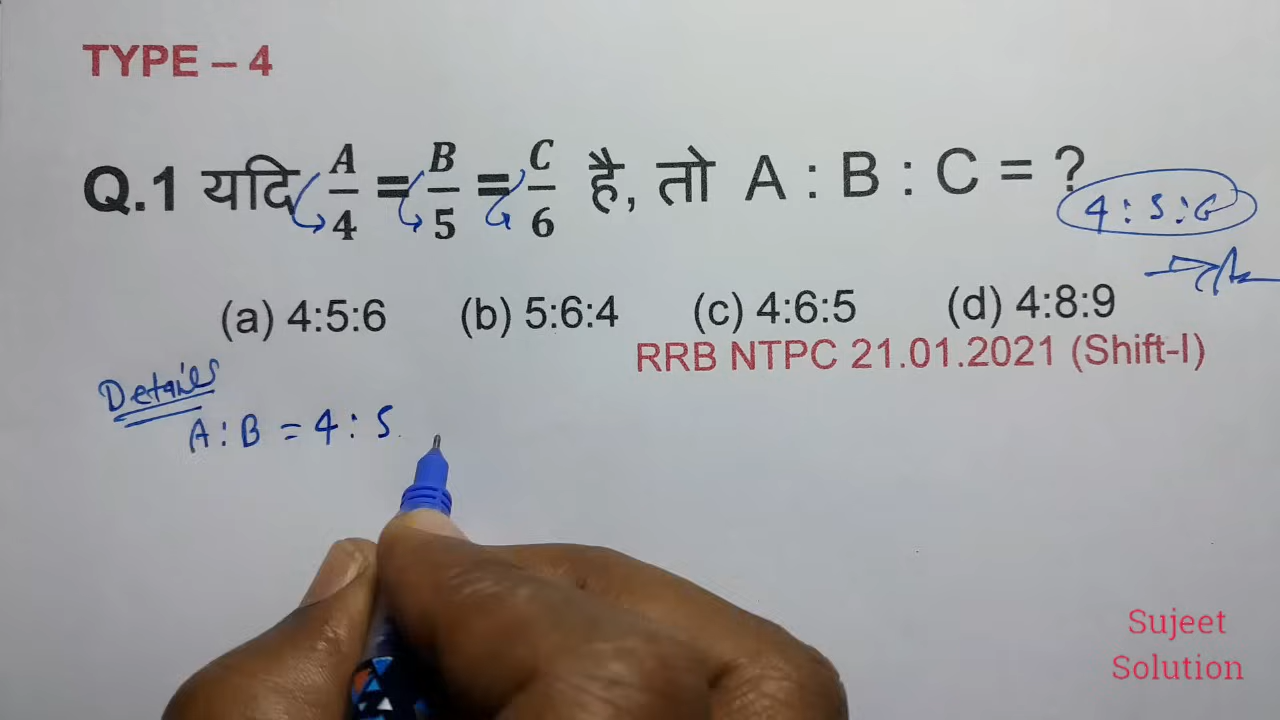 TYPE – 4
Q.1 यदि A/4 = B/5 = C/6 है, तो A : B : C = ?
4 : 5 : 6
(a) 4:5:6 (b) 5:6:4 (c) 4:6:5 (d) 4:8:9
RRB NTPC 21.01.2021 (Shift-I)
Details
A : B = 4 : 5
Sujeet
Solution